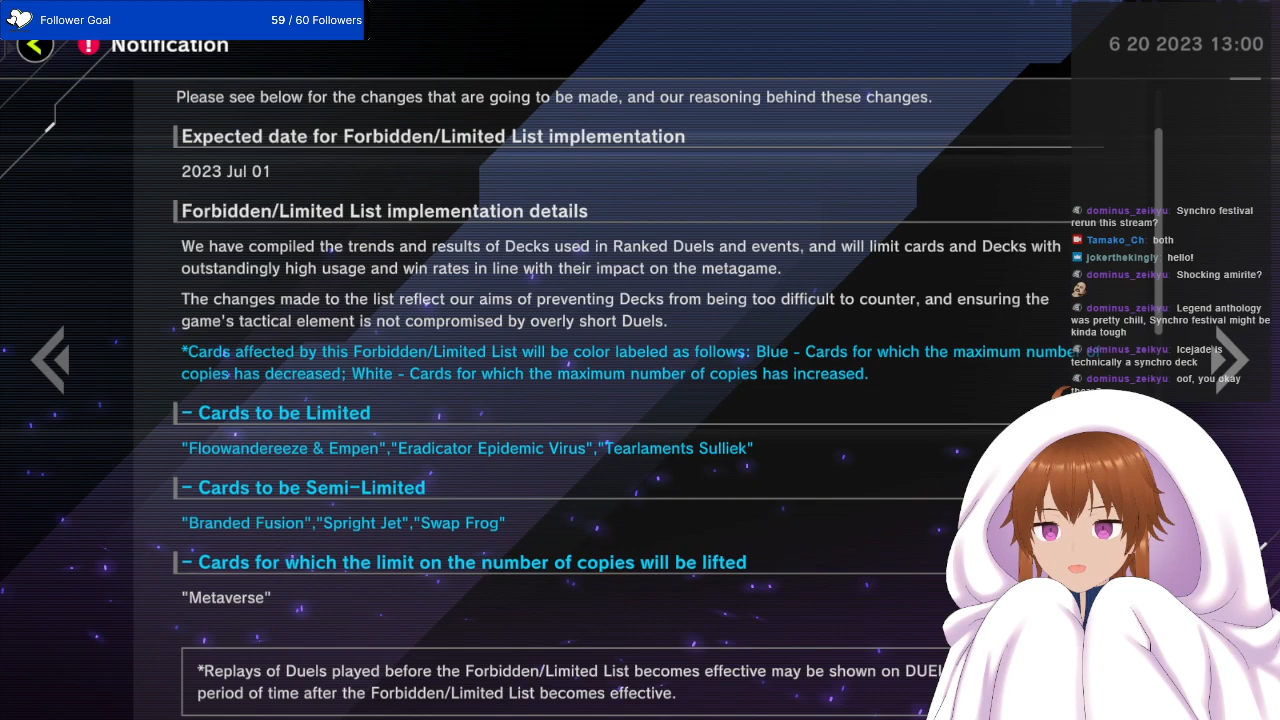 Follower Goal
59 / 60 Followers
Notification
6 20 2023 13:00
Please see below for the changes that are going to be made, and our reasoning behind these changes.
Expected date for Forbidden/Limited List implementation
2023 Jul 01
Forbidden/Limited List implementation details
We have compiled the trends and results of Decks used in Ranked Duels and events, and will limit cards and Decks with
outstandingly high usage and win rates in line with their impact on the metagame.
The changes made to the list reflect our aims of preventing Decks from being too difficult to counter, and ensuring the
game's tactical element is not compromised by overly short Duels.
*Cards affected by this Forbidden/Limited List will be color labeled as follows: Blue - Cards for which the maximum number of
copies has decreased; White - Cards for which the maximum number of copies has increased.
- Cards to be Limited
"Floowandereeze & Empen","Eradicator Epidemic Virus","Tearlaments Sulliek"
- Cards to be Semi-Limited
"Branded Fusion","Spright Jet","Swap Frog"
- Cards for which the limit on the number of copies will be lifted
"Metaverse"
*Replays of Duels played before the Forbidden/Limited List becomes effective may be shown on DUEL
period of time after the Forbidden/Limited List becomes effective.
dominus_zeikyu: Synchro festival
rerun this stream?
Tamako_Ch: both
jokerthekingly: hello!
dominus_zeikyu: Shocking amirite?
dominus_zeikyu: Legend anthology
was pretty chill, Synchro festival might be
kinda tough
dominus_zeikyu: Icejade is
technically a synchro deck
dominus_zeikyu: oof, you okay